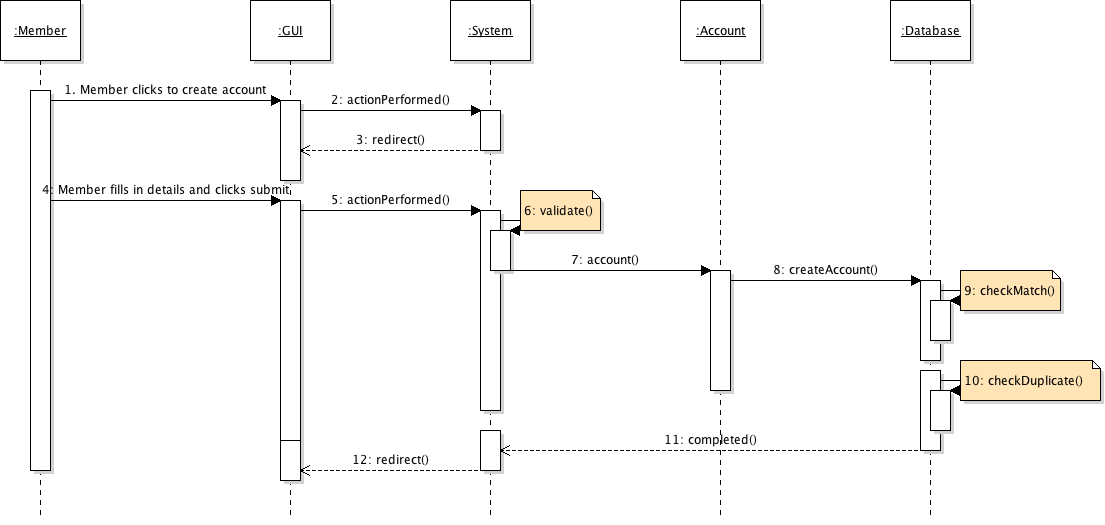 :Member
:GUI
:System
:Account
:Database
1. Member clicks to create account
2: actionPerformed()
3: redirect()
4: Member fills in details and clicks submit
5: actionPerformed()
6: validate()
7: account()
8: createAccount()
9: checkMatch()
10: checkDuplicate()
11: completed()
12: redirect()